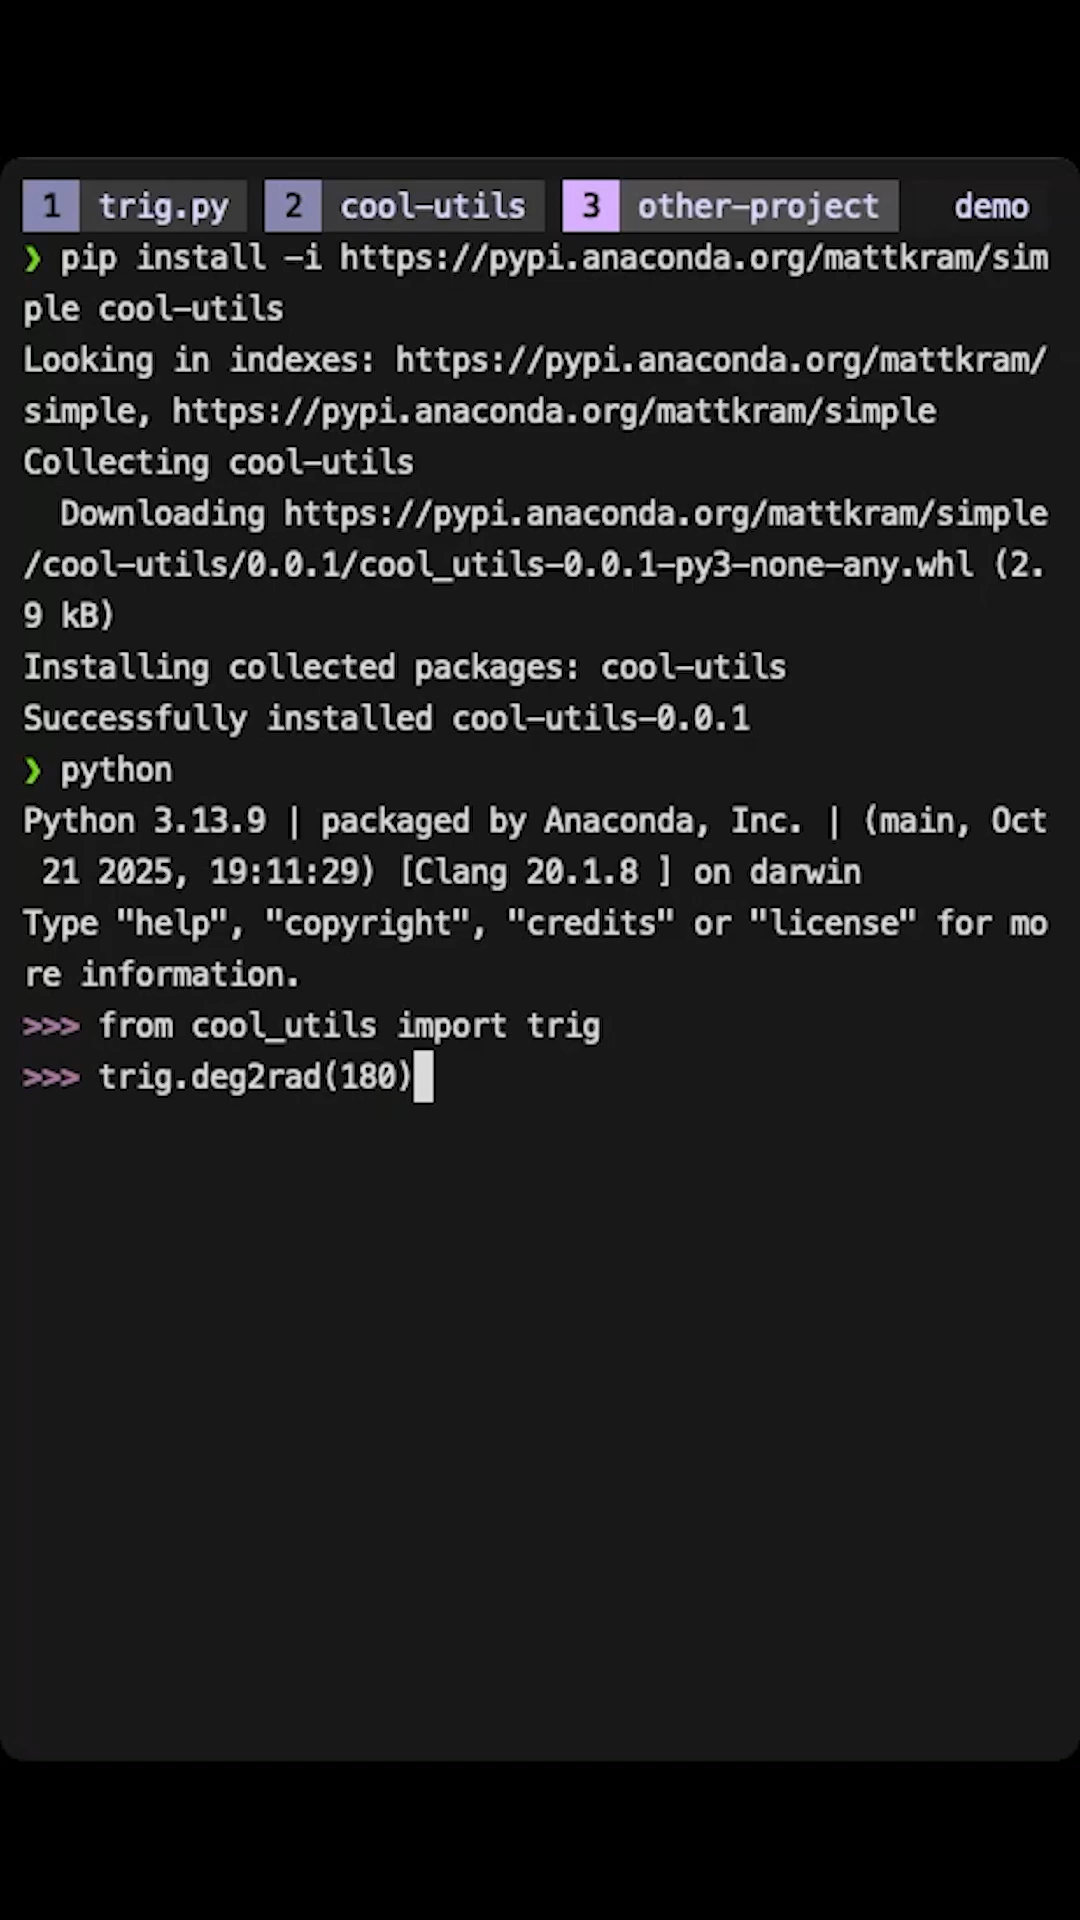 1 trig.py 2 cool-utils 3 other-project demo
❯ pip install -i https://pypi.anaconda.org/mattkram/sim
ple cool-utils
Looking in indexes: https://pypi.anaconda.org/mattkram/
simple, https://pypi.anaconda.org/mattkram/simple
Collecting cool-utils
  Downloading https://pypi.anaconda.org/mattkram/simple
/cool-utils/0.0.1/cool_utils-0.0.1-py3-none-any.whl (2.
9 kB)
Installing collected packages: cool-utils
Successfully installed cool-utils-0.0.1
❯ python
Python 3.13.9 | packaged by Anaconda, Inc. | (main, Oct
 21 2025, 19:11:29) [Clang 20.1.8 ] on darwin
Type "help", "copyright", "credits" or "license" for mo
re information.
>>> from cool_utils import trig
>>> trig.deg2rad(180)